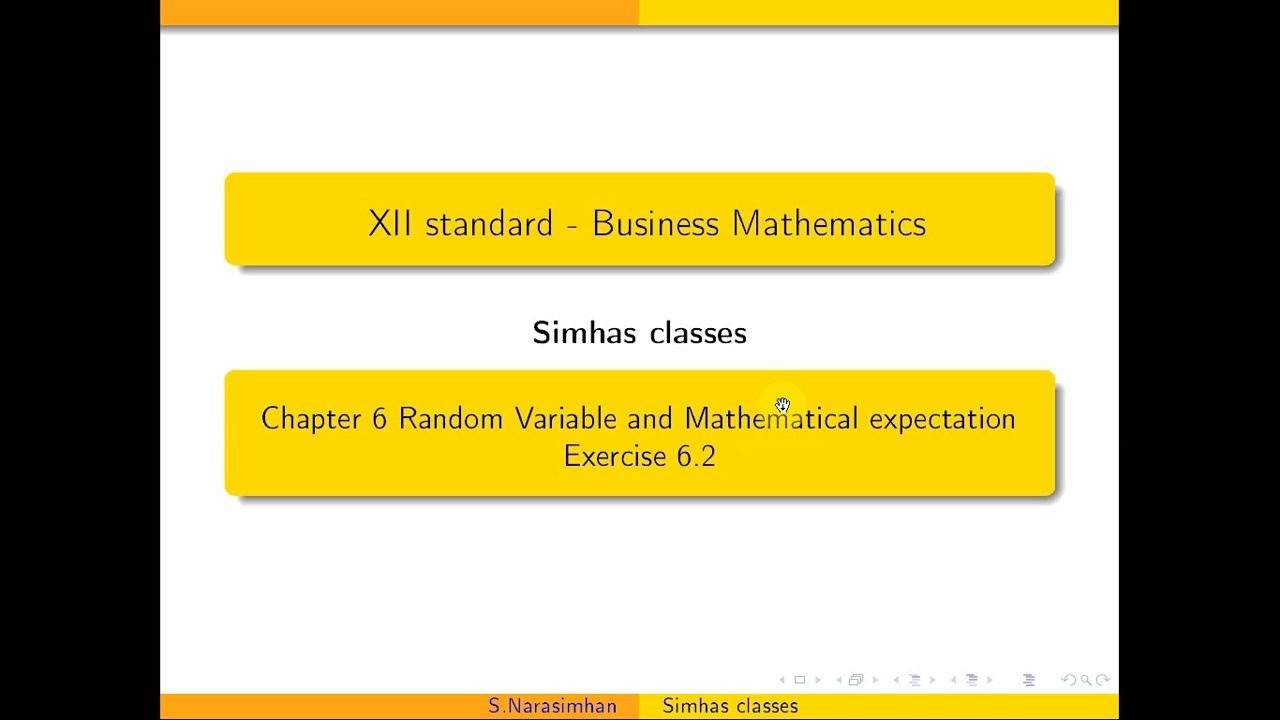 XII standard - Business Mathematics
Simhas classes
Chapter 6 Random Variable and Mathematical expectation
Exercise 6.2
S.Narasimhan Simhas classes